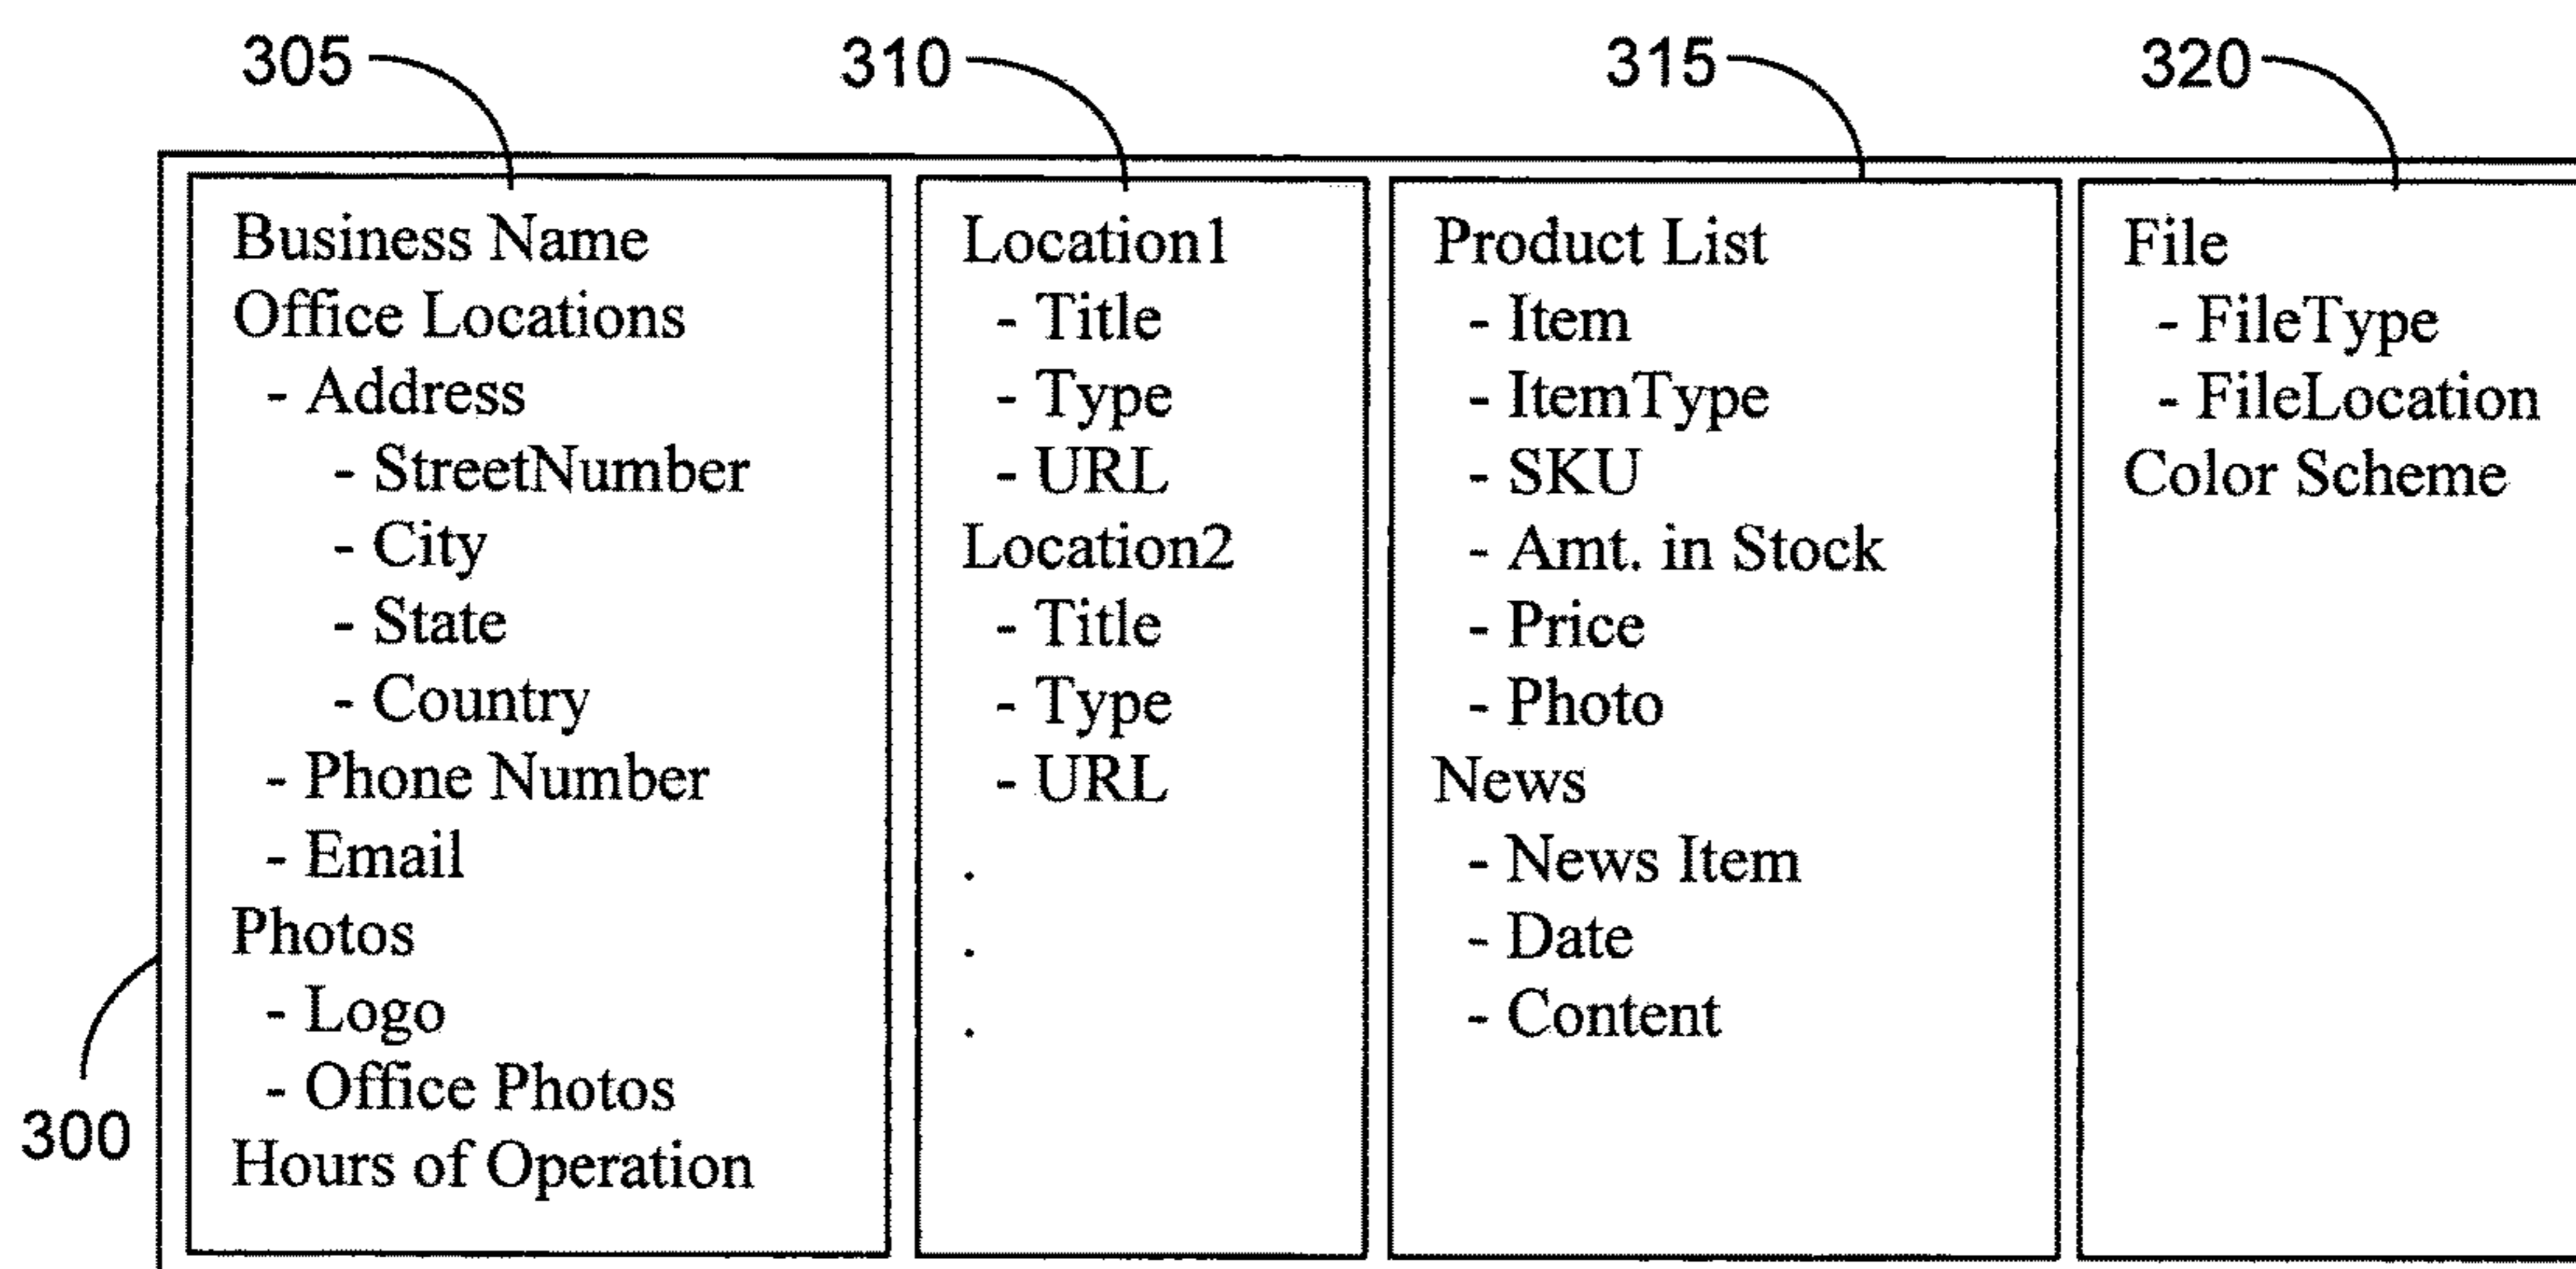 305
310
315
320
Business Name
Office Locations
- Address
- StreetNumber
- City
- State
- Country
- Phone Number
- Email
Photos
- Logo
- Office Photos
Hours of Operation
Location1
- Title
- Type
- URL
Location2
- Title
- Type
- URL
.
.
.
Product List
- Item
- ItemType
- SKU
- Amt. in Stock
- Price
- Photo
News
- News Item
- Date
- Content
File
- FileType
- FileLocation
Color Scheme
300